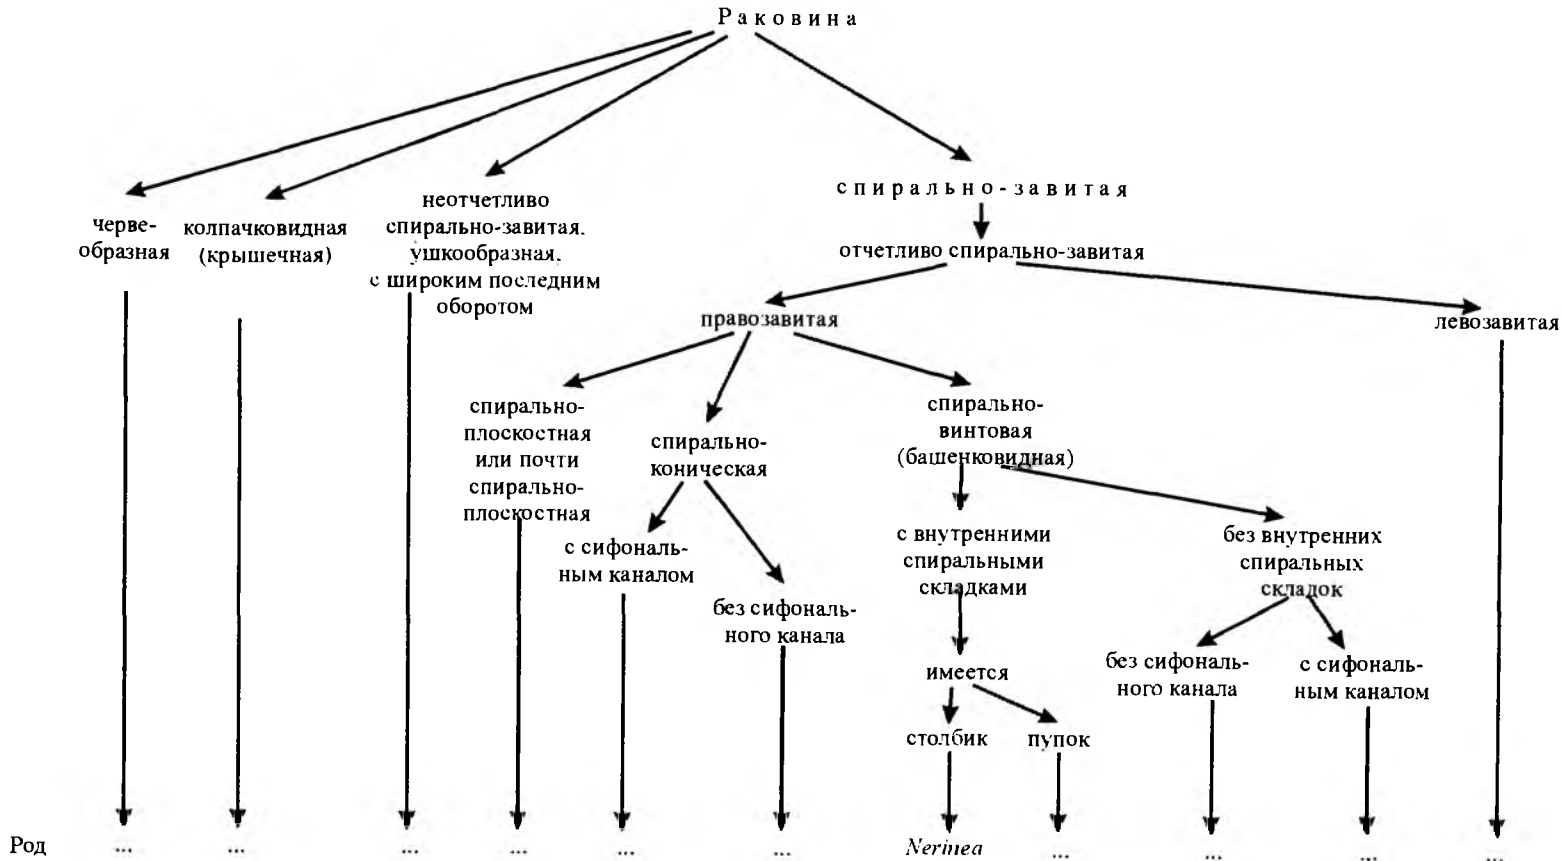 Раковина
черве-
образная
колпачковидная
(крышечная)
неотчетливо
спирально-завитая.
ушкообразная.
с широким последним
оборотом
спирально-завитая
отчетливо спирально-завитая
правозавитая
левозавитая
спирально-
плоскостная
или почти
спирально-
плоскостная
спирально-
коническая
спирально-
винтовая
(башенковидная)
с сифональ-
ным каналом
без сифональ-
ного канала
с внутренними
спиральными
складками
без внутренних
спиральных
складок
имеется
без сифональ-
ного канала
с сифональ-
ным каналом
столбик
пупок
Род ... ... ... ... ... ... Nerinea ... ... ... ...